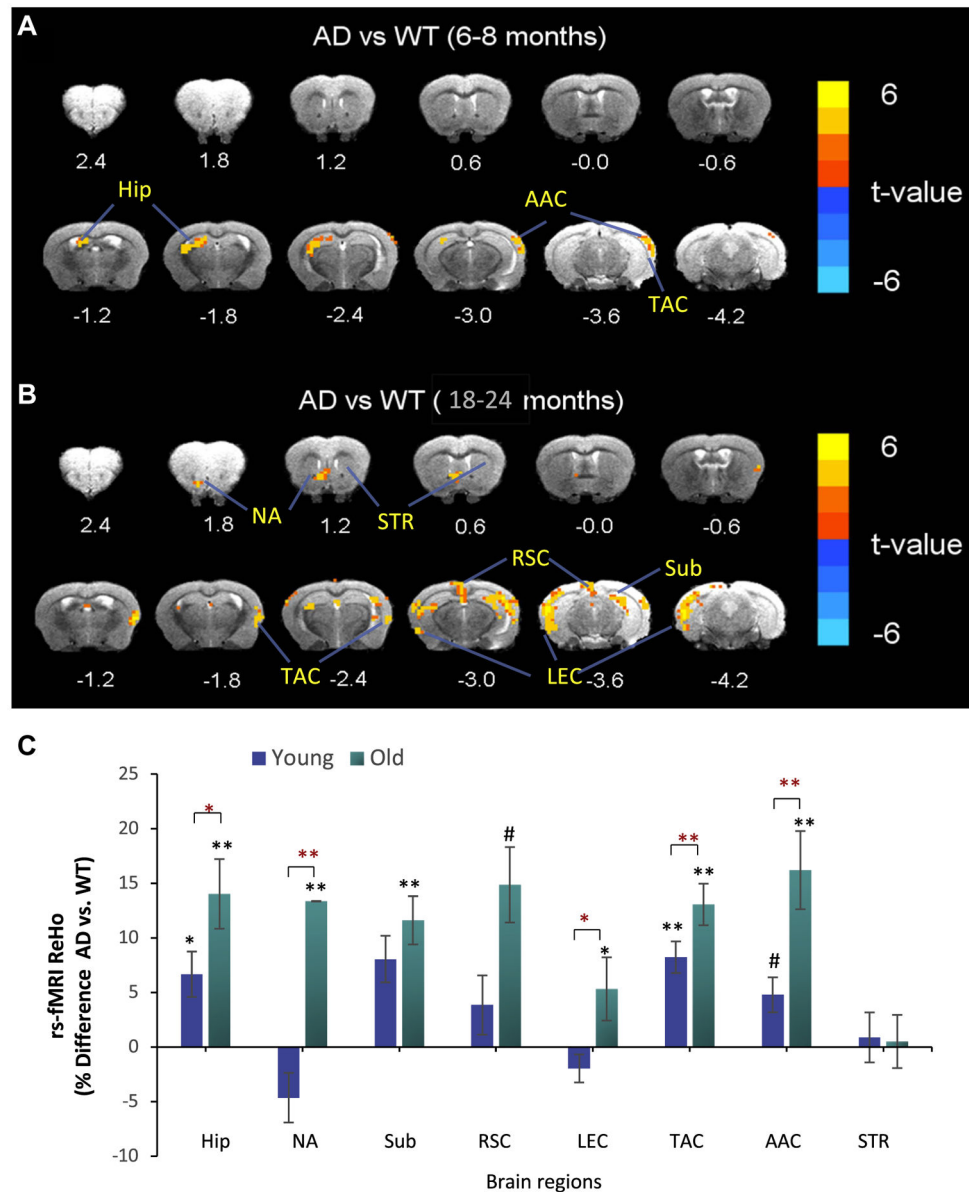 A
AD vs WT (6-8 months)
6
t-value
-6
2.4 1.8 1.2 0.6 -0.0 -0.6
Hip AAC
TAC
-1.2 -1.8 -2.4 -3.0 -3.6 -4.2
B
AD vs WT ( 18-24 months)
6
t-value
-6
2.4 1.8 NA 1.2 STR 0.6 -0.0 -0.6
RSC Sub
-1.2 -1.8 TAC -2.4 -3.0 LEC -3.6 -4.2
C
Young Old
rs-fMRI ReHo
(% Difference AD vs. WT)
25
20
15
10
5
0
-5
-10
* * **
** **
**
#
* *
** ** **
# ** **
Hip NA Sub RSC LEC TAC AAC STR
Brain regions